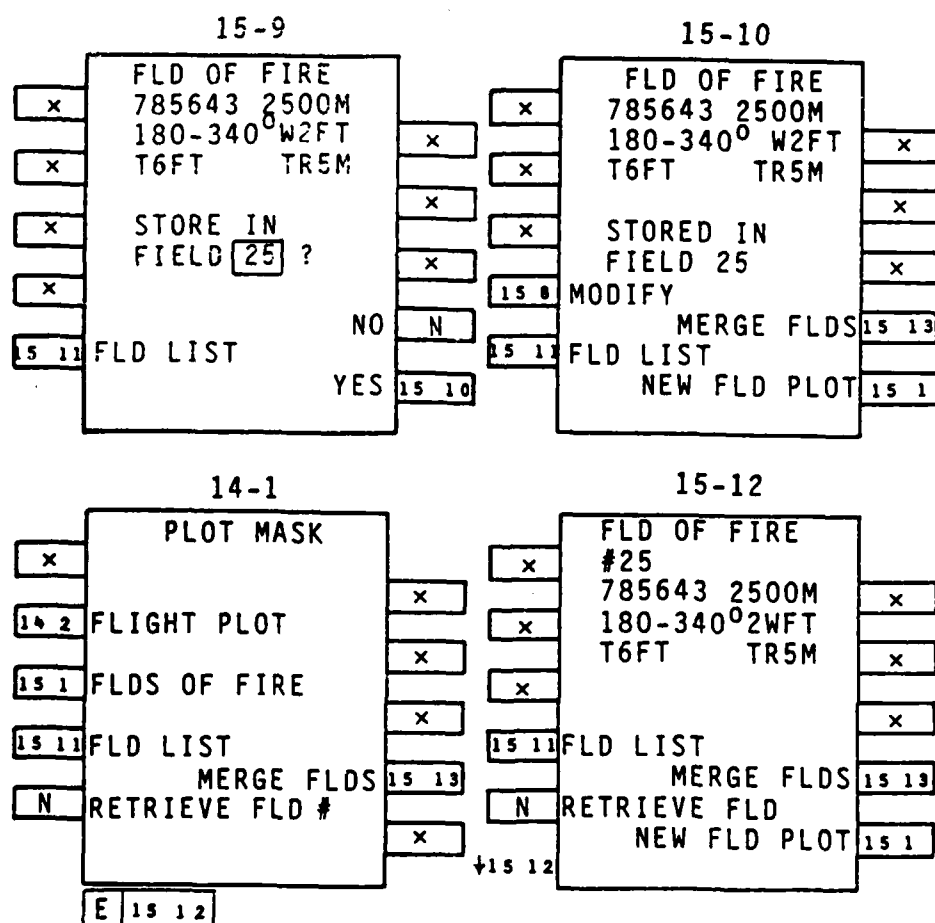 15-9
FLD OF FIRE
× 785643 2500M
180-340° W2FT ×
× T6FT TR5M
×
× STORE IN
FIELD 25 ? ×
×
NO N
15 11 FLD LIST
YES 15 10
15-10
FLD OF FIRE
× 785643 2500M
180-340° W2FT ×
× T6FT TR5M
×
× STORED IN
FIELD 25 ×
15 8 MODIFY
MERGE FLDS 15 13
15 11 FLD LIST
NEW FLD PLOT 15 1
14-1
PLOT MASK
×
×
14 2 FLIGHT PLOT
×
15 1 FLDS OF FIRE
×
15 11 FLD LIST
MERGE FLDS 15 13
N RETRIEVE FLD #
×
E 15 12
15-12
FLD OF FIRE
× #25
785643 2500M ×
× 180-340° 2WFT
T6FT TR5M ×
×
×
15 11 FLD LIST
MERGE FLDS 15 13
N RETRIEVE FLD
NEW FLD PLOT 15 1
↓15 12